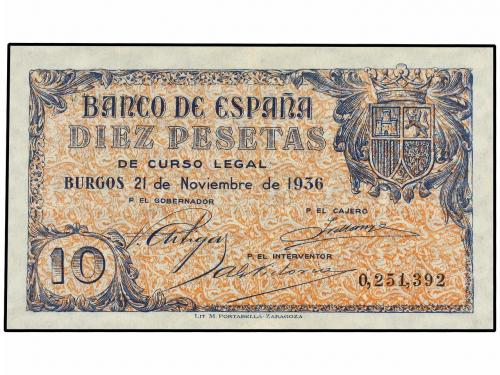 BANCO DE ESPAÑA
DIEZ PESETAS
DE CURSO LEGAL
BURGOS 21 de Noviembre de 1936
P. EL GOBERNADOR
P. EL CAJERO
P. EL INTERVENTOR
10
0,251,392
LIT. M. PORTABELLA-ZARAGOZA